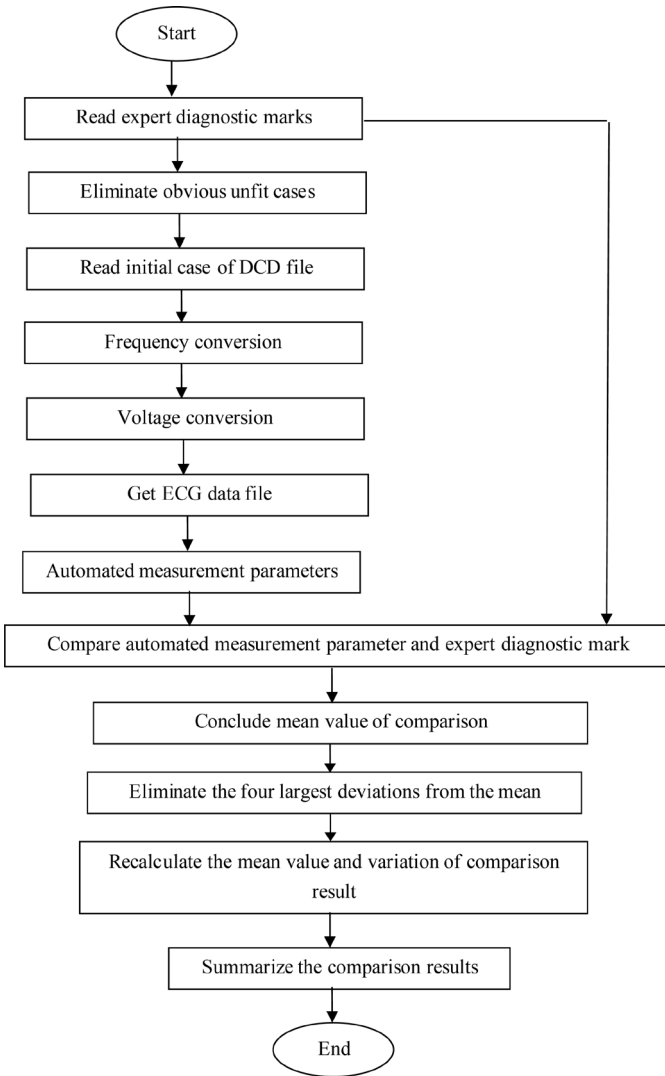 Start
Read expert diagnostic marks
Eliminate obvious unfit cases
Read initial case of DCD file
Frequency conversion
Voltage conversion
Get ECG data file
Automated measurement parameters
Compare automated measurement parameter and expert diagnostic mark
Conclude mean value of comparison
Eliminate the four largest deviations from the mean
Recalculate the mean value and variation of comparison
result
Summarize the comparison results
End